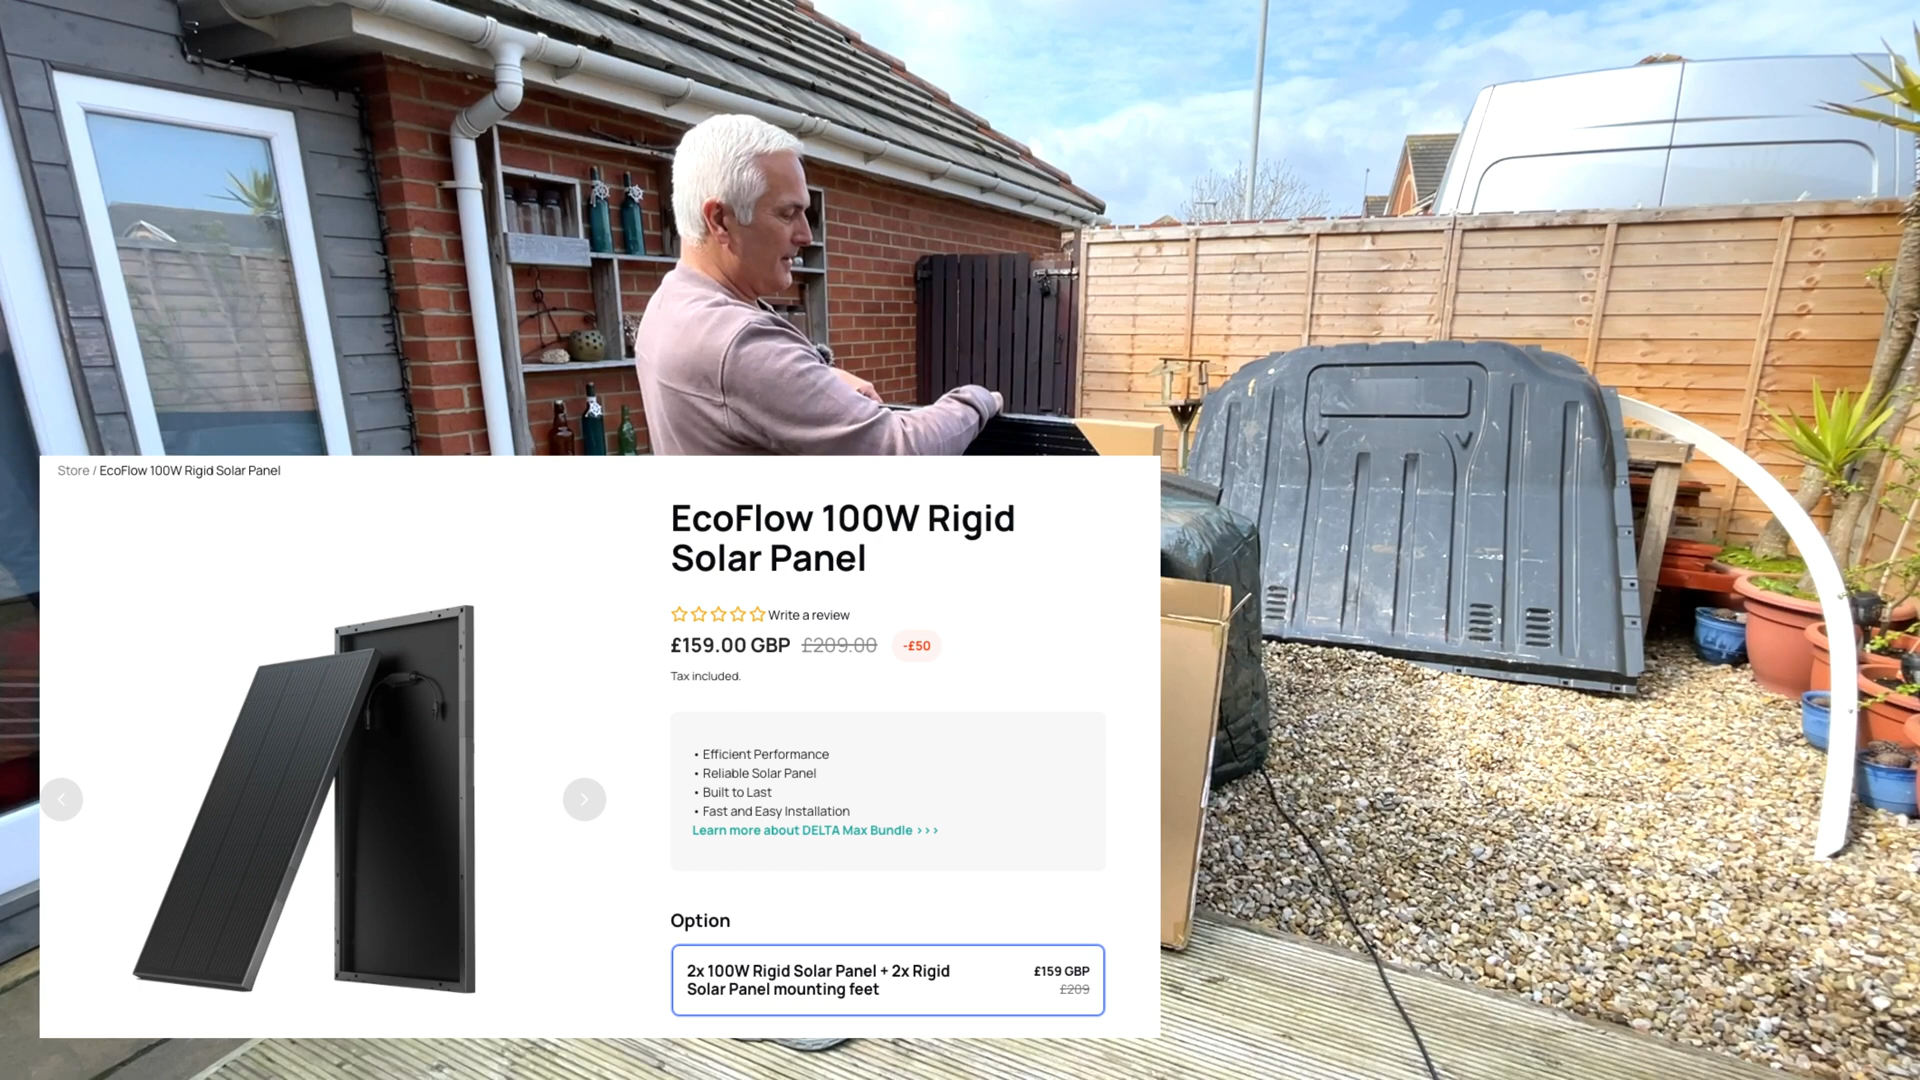 Store / EcoFlow 100W Rigid Solar Panel
EcoFlow 100W Rigid
Solar Panel
Write a review
£159.00 GBP £209.00 -£50
Tax included.
• Efficient Performance
• Reliable Solar Panel
• Built to Last
• Fast and Easy Installation
Learn more about DELTA Max Bundle >>>
Option
2x 100W Rigid Solar Panel + 2x Rigid £159 GBP
Solar Panel mounting feet £209